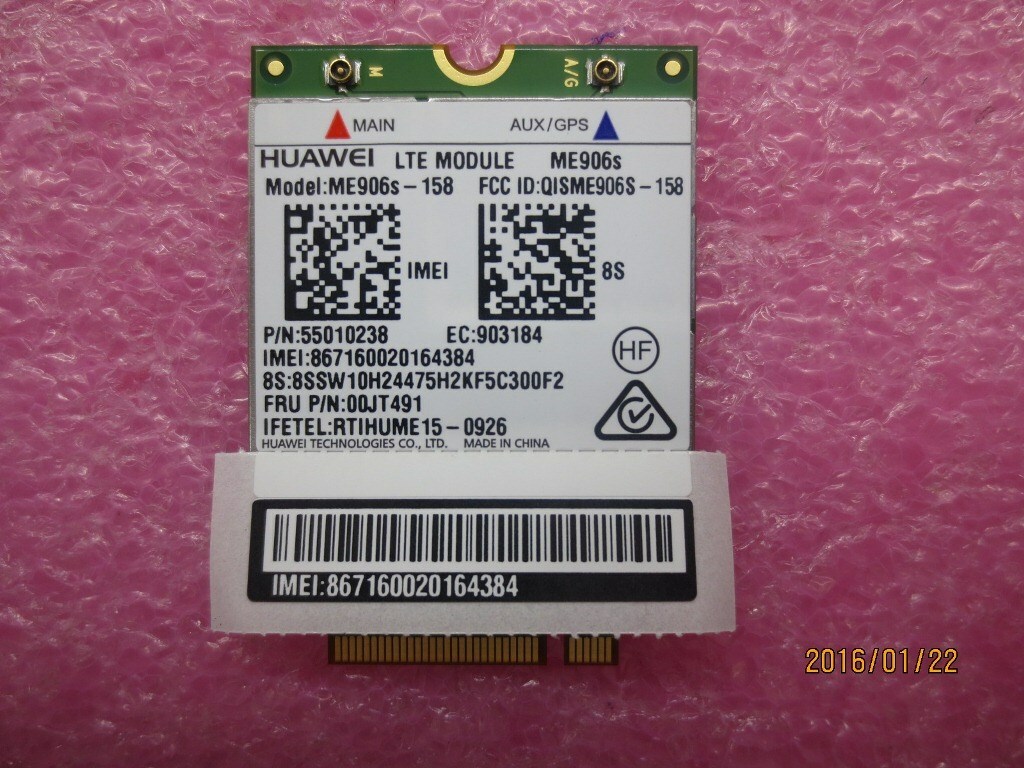 M A/G
MAIN AUX/GPS
HUAWEI LTE MODULE ME906s
Model:ME906s-158 FCC ID:QISME906S-158
IMEI 8S
P/N:55010238 EC:903184
HF
IMEI:867160020164384
8S:8SSW10H24475H2KF5C300F2
FRU P/N:00JT491
IFETEL:RTIHUME15-0926
HUAWEI TECHNOLOGIES CO., LTD. MADE IN CHINA
IMEI:867160020164384
2016/01/22